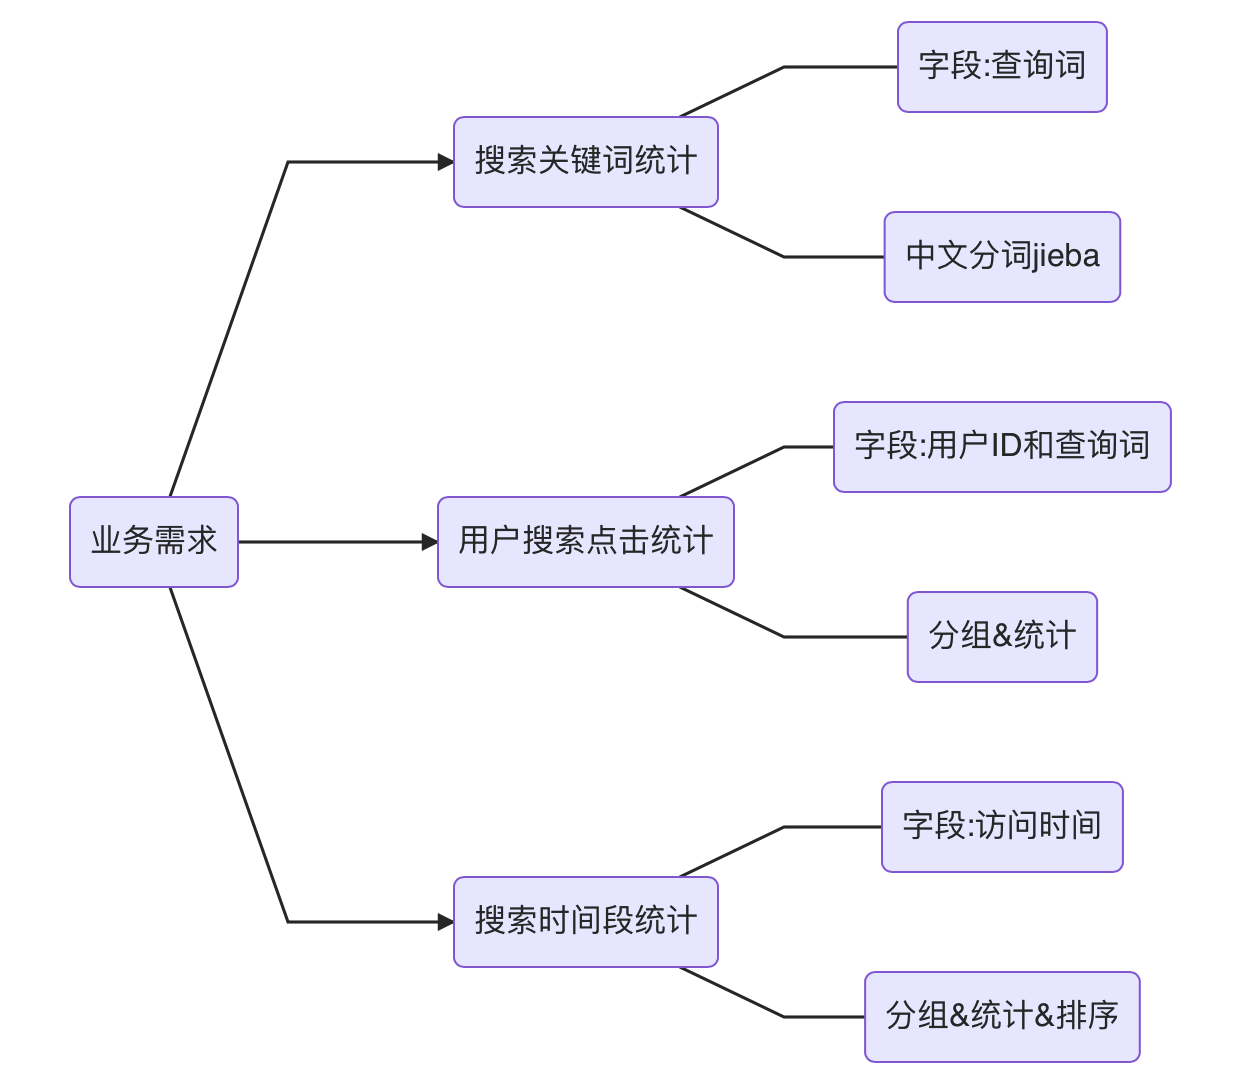 字段:查询词
搜索关键词统计
中文分词jieba
字段:用户ID和查询词
业务需求
用户搜索点击统计
分组&统计
字段:访问时间
搜索时间段统计
分组&统计&排序